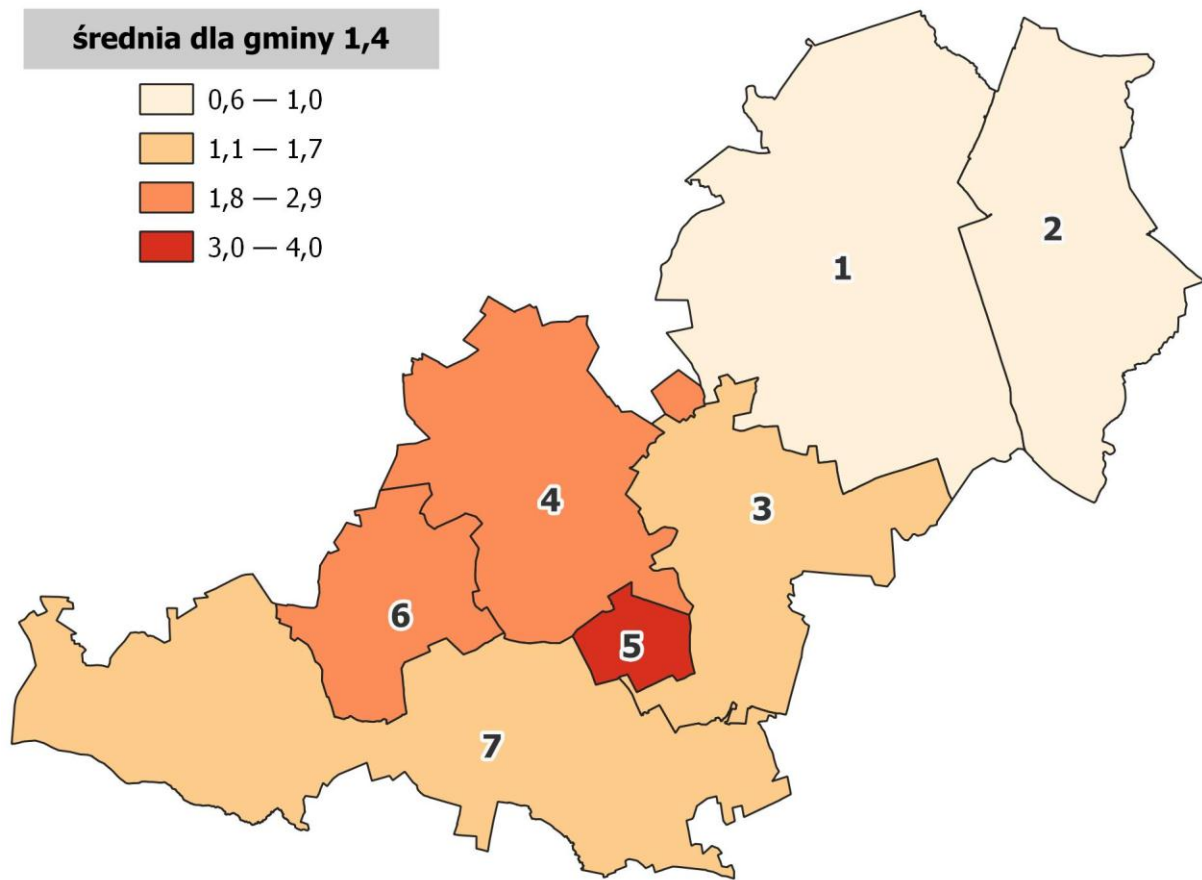 średnia dla gminy 1,4
0,6 — 1,0
1,1 — 1,7
1,8 — 2,9
3,0 — 4,0
1
2
3
4
5
6
7